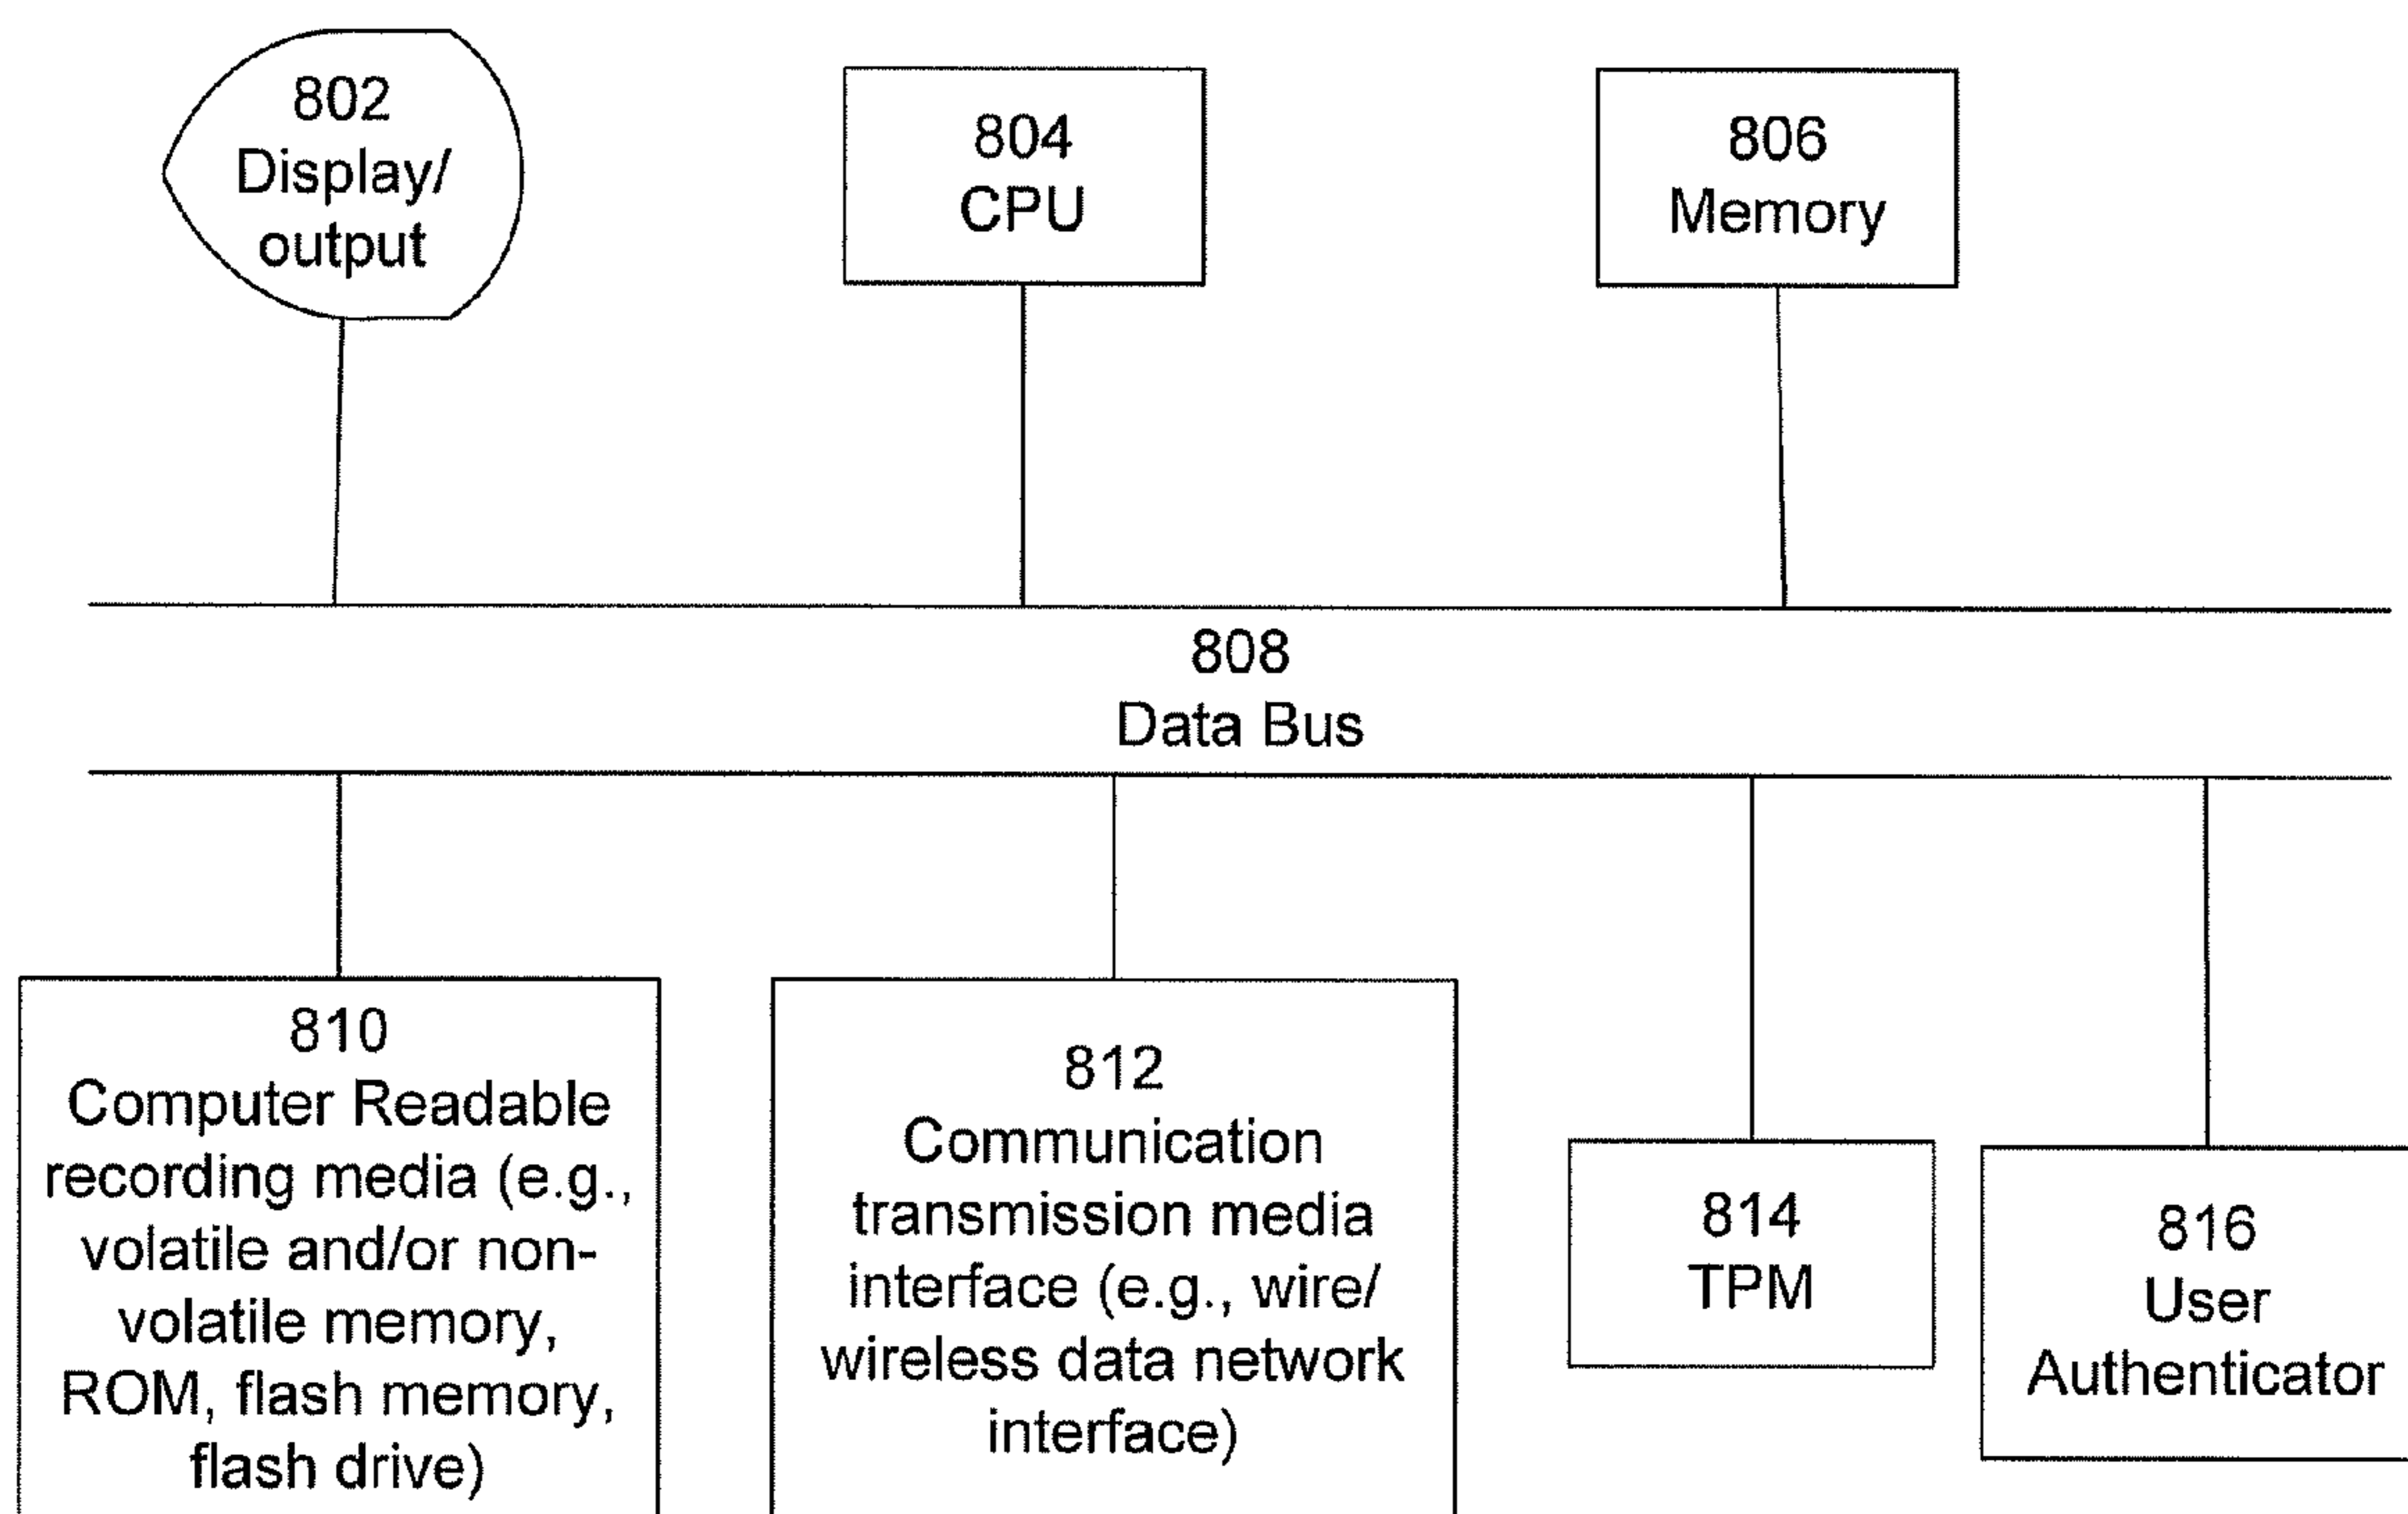 802
Display/
output
804
CPU
806
Memory
808
Data Bus
810
Computer Readable
recording media (e.g.,
volatile and/or non-
volatile memory,
ROM, flash memory,
flash drive)
812
Communication
transmission media
interface (e.g., wire/
wireless data network
interface)
814
TPM
816
User
Authenticator